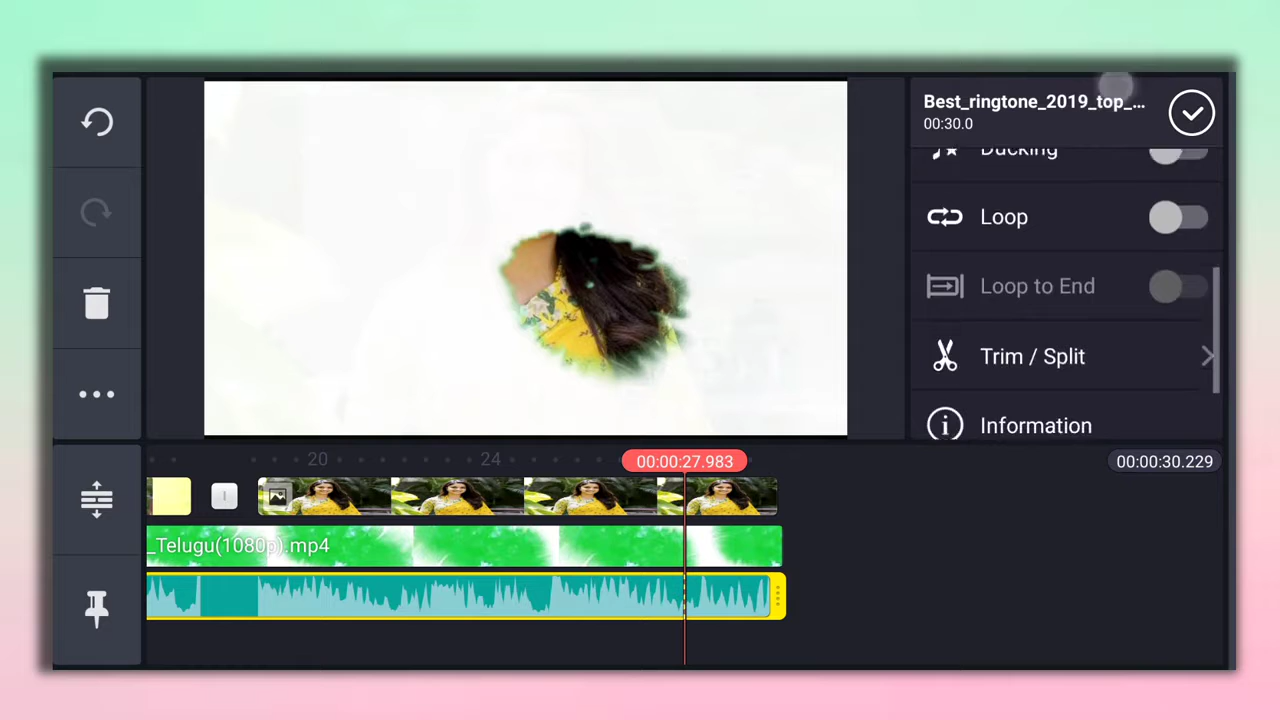 Best_ringtone_2019_top_...
00:30.0
Ducking
Loop
Loop to End
Trim / Split
Information
20
24
00:00:27.983
00:00:30.229
_Telugu(1080p).mp4